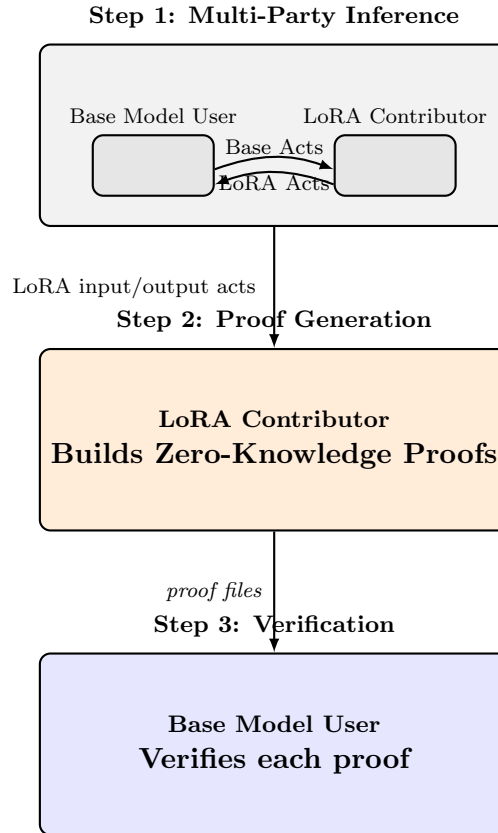 Step 1: Multi-Party Inference
Base Model User
LoRA Contributor
Base Acts
LoRA Acts
LoRA input/output acts
Step 2: Proof Generation
LoRA Contributor
Builds Zero-Knowledge Proofs
proof files
Step 3: Verification
Base Model User
Verifies each proof